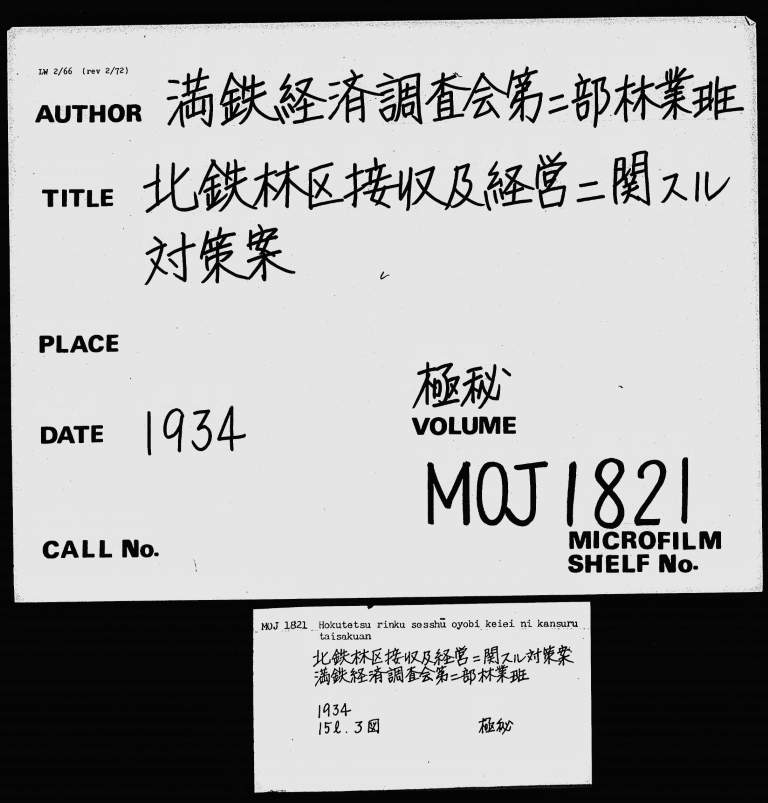 LW 2/66 (rev 2/72)
AUTHOR 満鉄経済調査会第二部林業班
TITLE 北鉄林区接収及経営ニ関スル
対策案
PLACE
極秘
DATE 1934
VOLUME
MOJ 1821
CALL No.
MICROFILM
SHELF No.
MOJ 1821 Hokutetsu rinku sesshū oyobi keiei ni kansuru
taisakuan
北鉄林区接収及経営ニ関スル対策案
満鉄経済調査会第二部林業班
1934
15ℓ. 3図 極秘